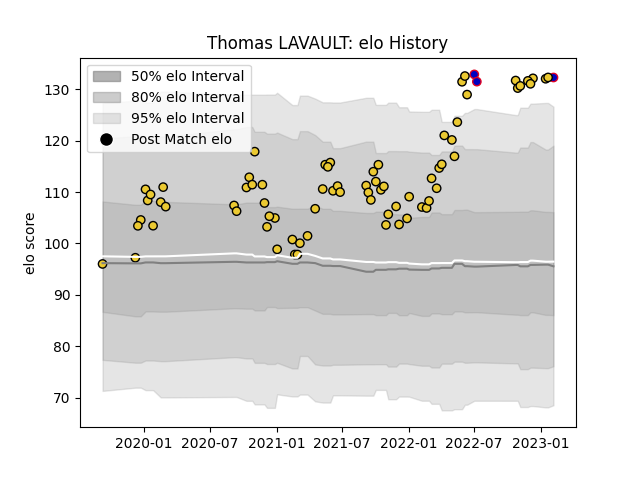 Thomas LAVAULT: elo History
50% elo Interval
80% elo Interval
95% elo Interval
Post Match elo
elo score
130
120
110
100
90
80
70
2020-01 2020-07 2021-01 2021-07 2022-01 2022-07 2023-01